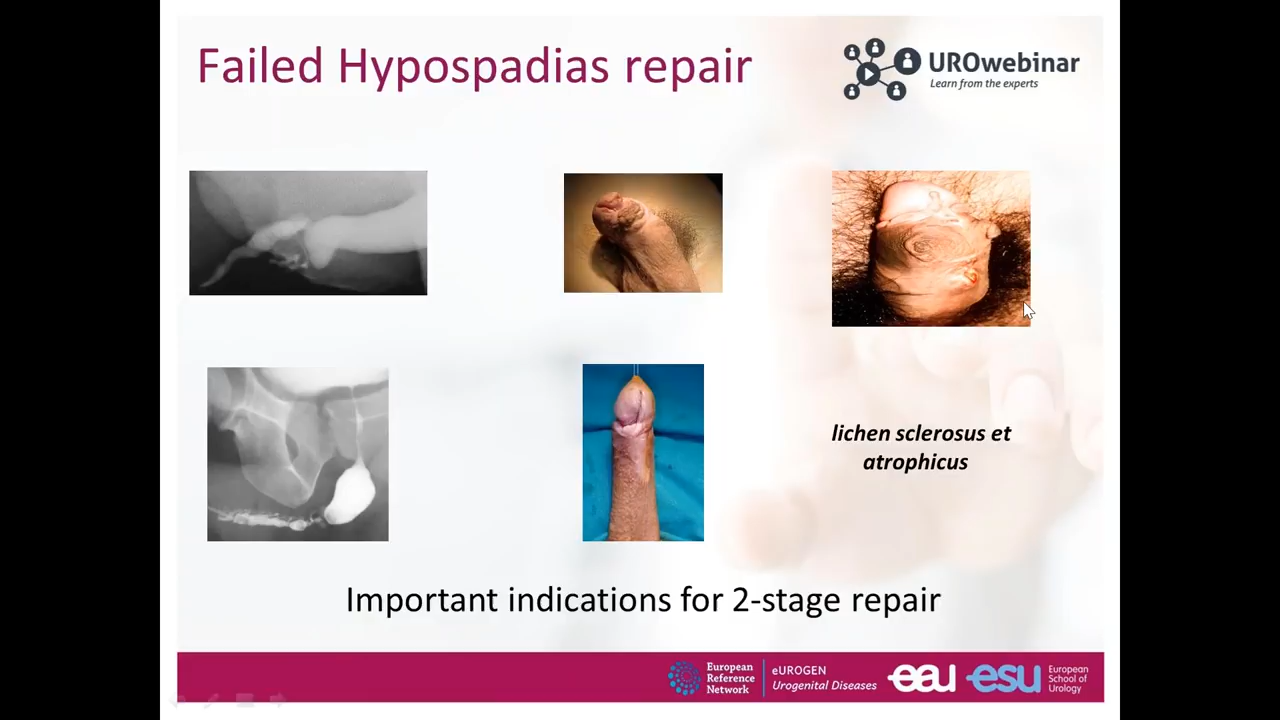 Failed Hypospadias repair
UROwebinar
Learn from the experts
lichen sclerosus et
atrophicus
Important indications for 2-stage repair
European
Reference
Network
eUROGEN
Urogenital Diseases
eau
esu
European
School of
Urology